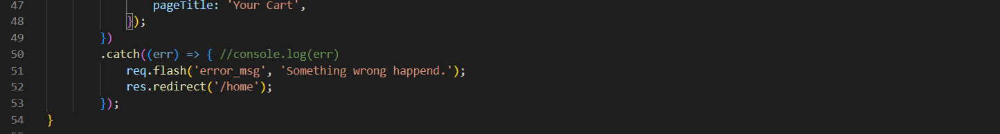 47 pageTitle: 'Your Cart',
48 });
49 })
50 .catch((err) => { //console.log(err)
51 req.flash('error_msg', 'Something wrong happend.');
52 res.redirect('/home');
53 });
54 }